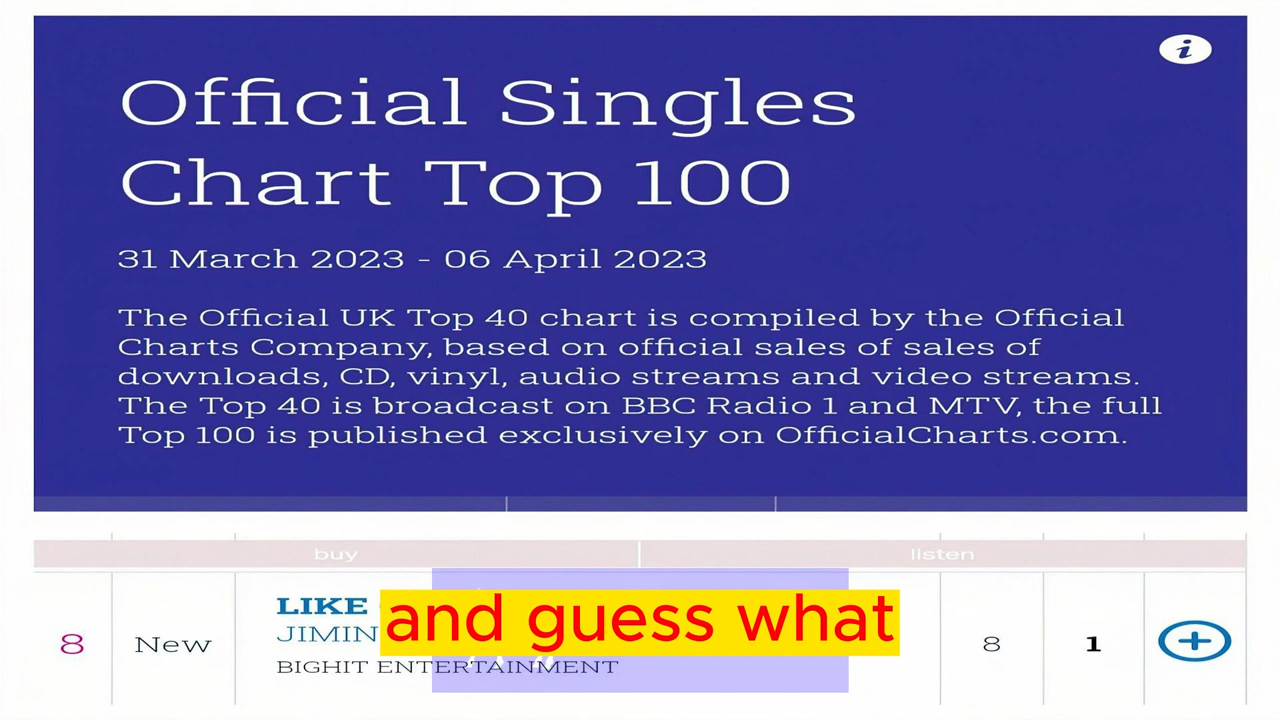 i
Official Singles
Chart Top 100
31 March 2023 - 06 April 2023
The Official UK Top 40 chart is compiled by the Official
Charts Company, based on official sales of sales of
downloads, CD, vinyl, audio streams and video streams.
The Top 40 is broadcast on BBC Radio 1 and MTV, the full
Top 100 is published exclusively on OfficialCharts.com.
buy listen
LIKE
8 New JIMIN and guess what 8 1
BIGHIT ENTERTAINMENT